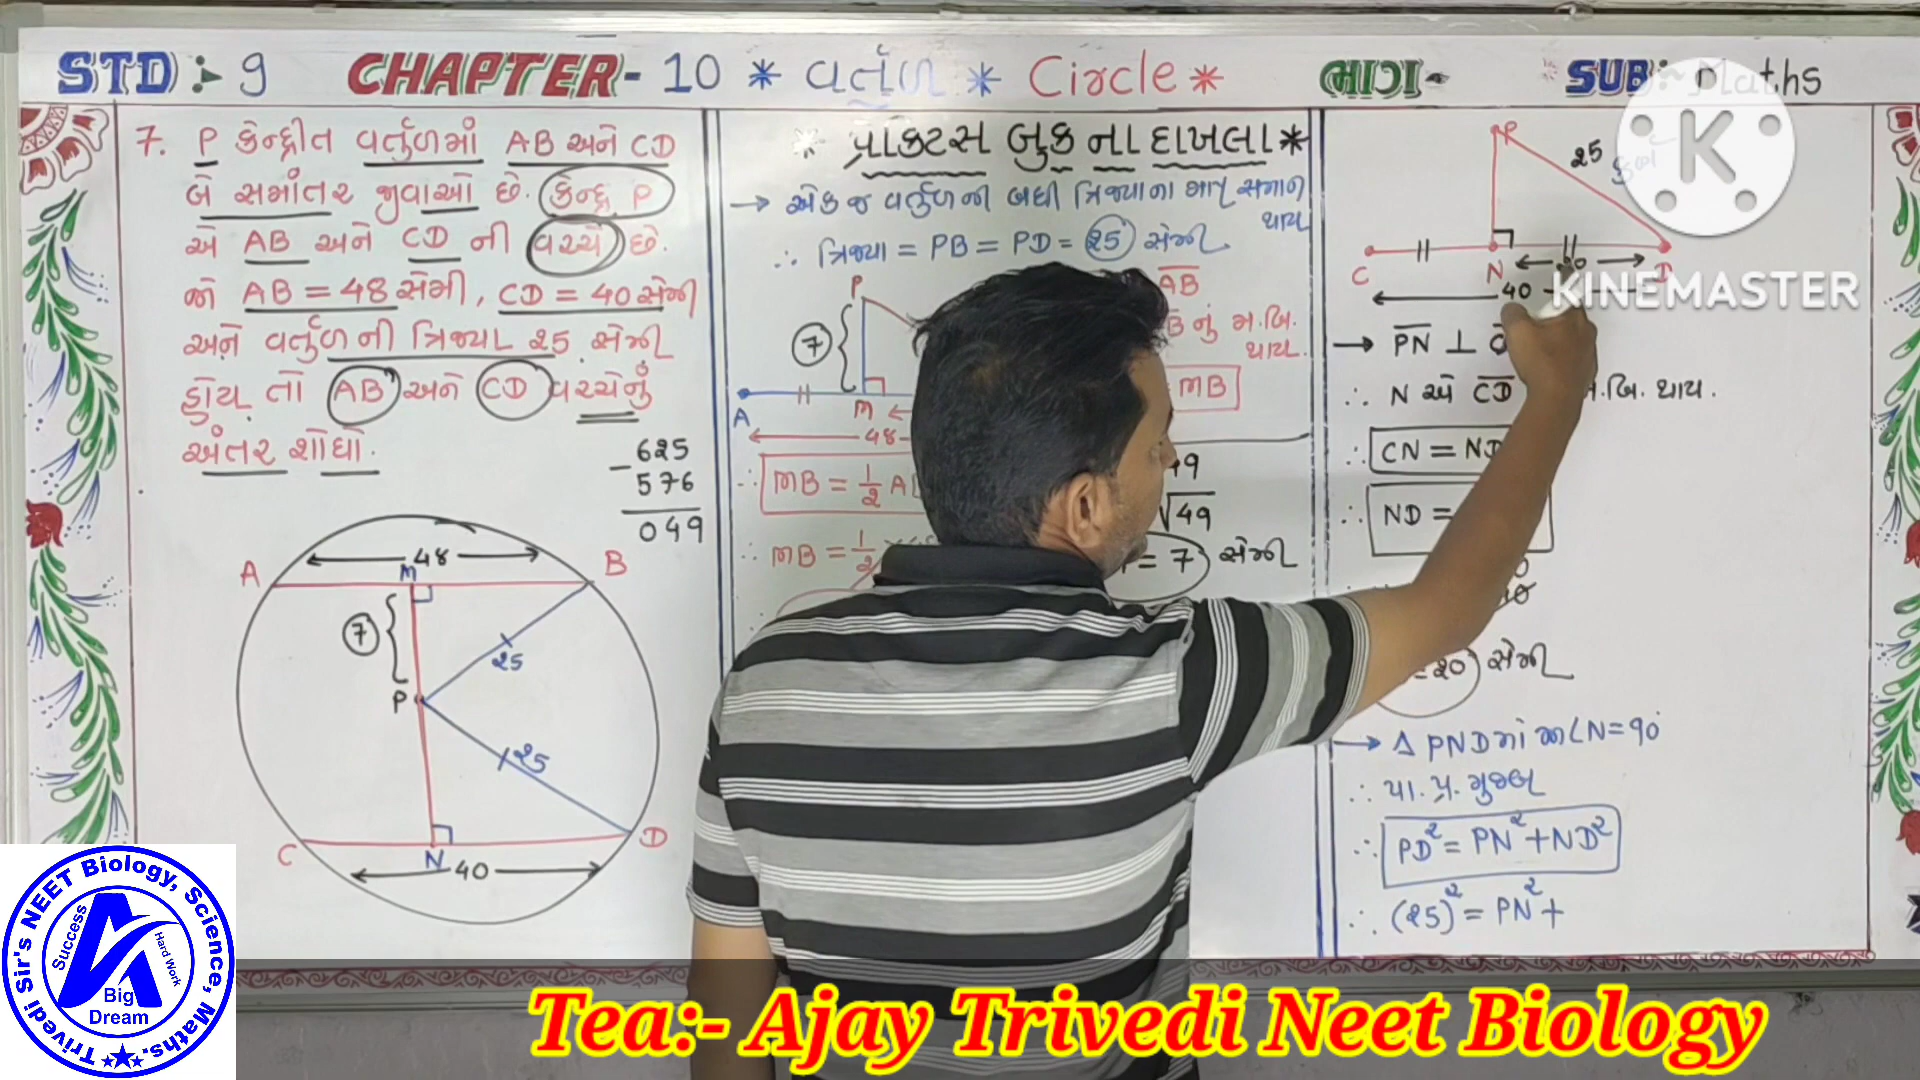 STD :- 9 CHAPTER - 10 * વર્તુળ * Circle * ભાગ - SUB :- Maths
7. P કેન્દ્રીત વર્તુળમાં AB અને CD
બે સમાંતર જીવાઓ છે. કેન્દ્ર P
એ AB અને CD ની વચ્ચે છે.
જો AB = 48 સેમી, CD = 40 સેમી
અને વર્તુળ ની ત્રિજ્યા 25 સેમી
હોય તો AB અને CD વચ્ચેનું
અંતર શોધો.
- 625
576
049
48
A M B
7
25
P
25
C N D
40
* પ્રેક્ટિસ બુક ના દાખલા *
→ એક જ વર્તુળની બધી ત્રિજ્યાના માપ સમાન
થાય
∴ ત્રિજ્યા = PB = PD = 25 સેમી
P
7
A M
48
AB
નું મ.બિ.
થાય.
MB
∴ MB = 1/2 A
∴ MB = 1/2
49
√49
= 7 સેમી
P
25
C N D
40
→ PN ⊥
∴ N એ CD મ.બિ. થાય.
∴ CN = ND
∴ ND =
20 સેમી
→ Δ PND માં m∠N = 90°
∴ પા. પ્ર. મુજબ
∴ PD² = PN² + ND²
∴ (25)² = PN² +
K
KINEMASTER
Trivedi Sir's NEET Biology, Science, Maths.
Success
Hard Work
Big
Dream
Tea:- Ajay Trivedi Neet Biology